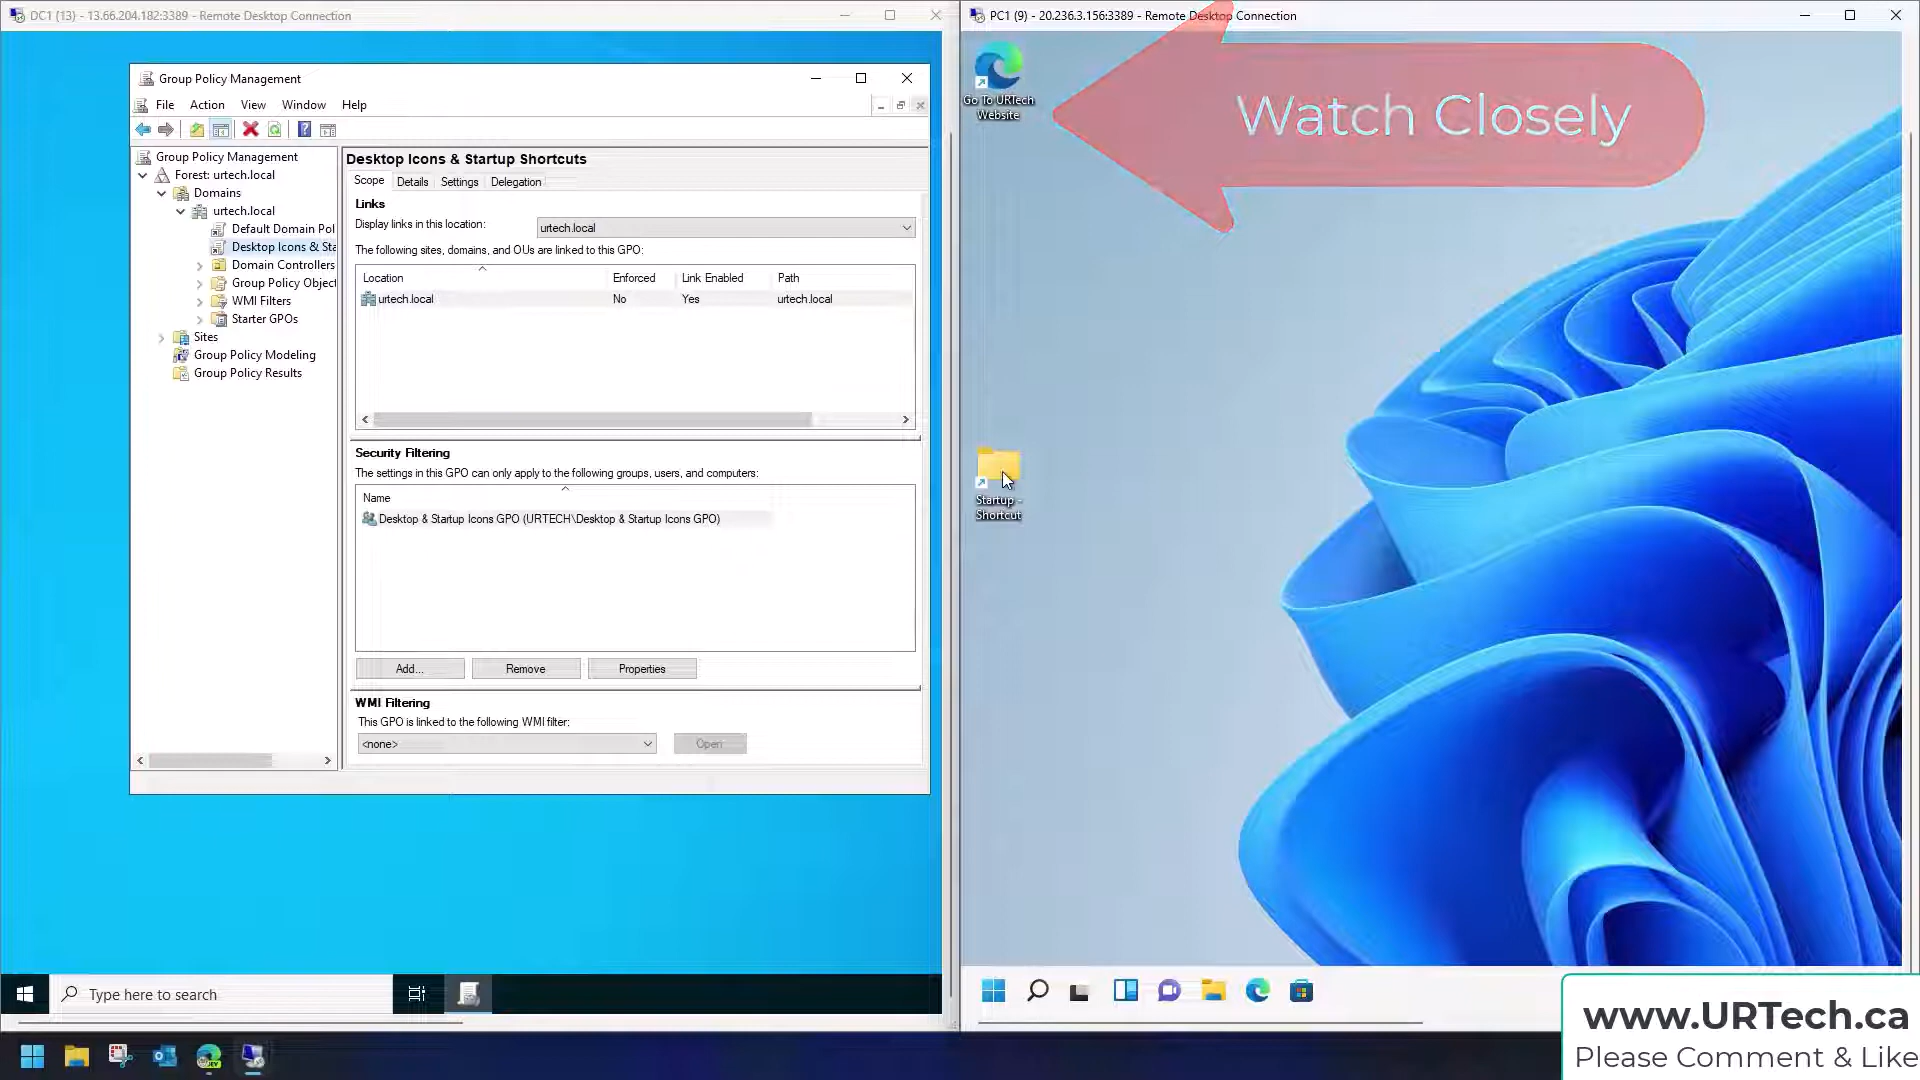 DC1 (13) - 13.66.204.182:3389 - Remote Desktop Connection
Group Policy Management
File Action View Window Help
Group Policy Management
Forest: urtech.local
Domains
urtech.local
Default Domain Pol
Desktop Icons & Sta
Domain Controllers
Group Policy Object
WMI Filters
Starter GPOs
Sites
Group Policy Modeling
Group Policy Results
Desktop Icons & Startup Shortcuts
Scope Details Settings Delegation
Links
Display links in this location: urtech.local
The following sites, domains, and OUs are linked to this GPO:
Location Enforced Link Enabled Path
urtech.local No Yes urtech.local
Security Filtering
The settings in this GPO can only apply to the following groups, users, and computers:
Name
Desktop & Startup Icons GPO (URTECH\Desktop & Startup Icons GPO)
Add... Remove Properties
WMI Filtering
This GPO is linked to the following WMI filter:
<none> Open
Type here to search
PC1 (9) - 20.236.3.156:3389 - Remote Desktop Connection
Go To URTech
Website
Watch Closely
Startup -
Shortcut
www.URTech.ca
Please Comment & Like